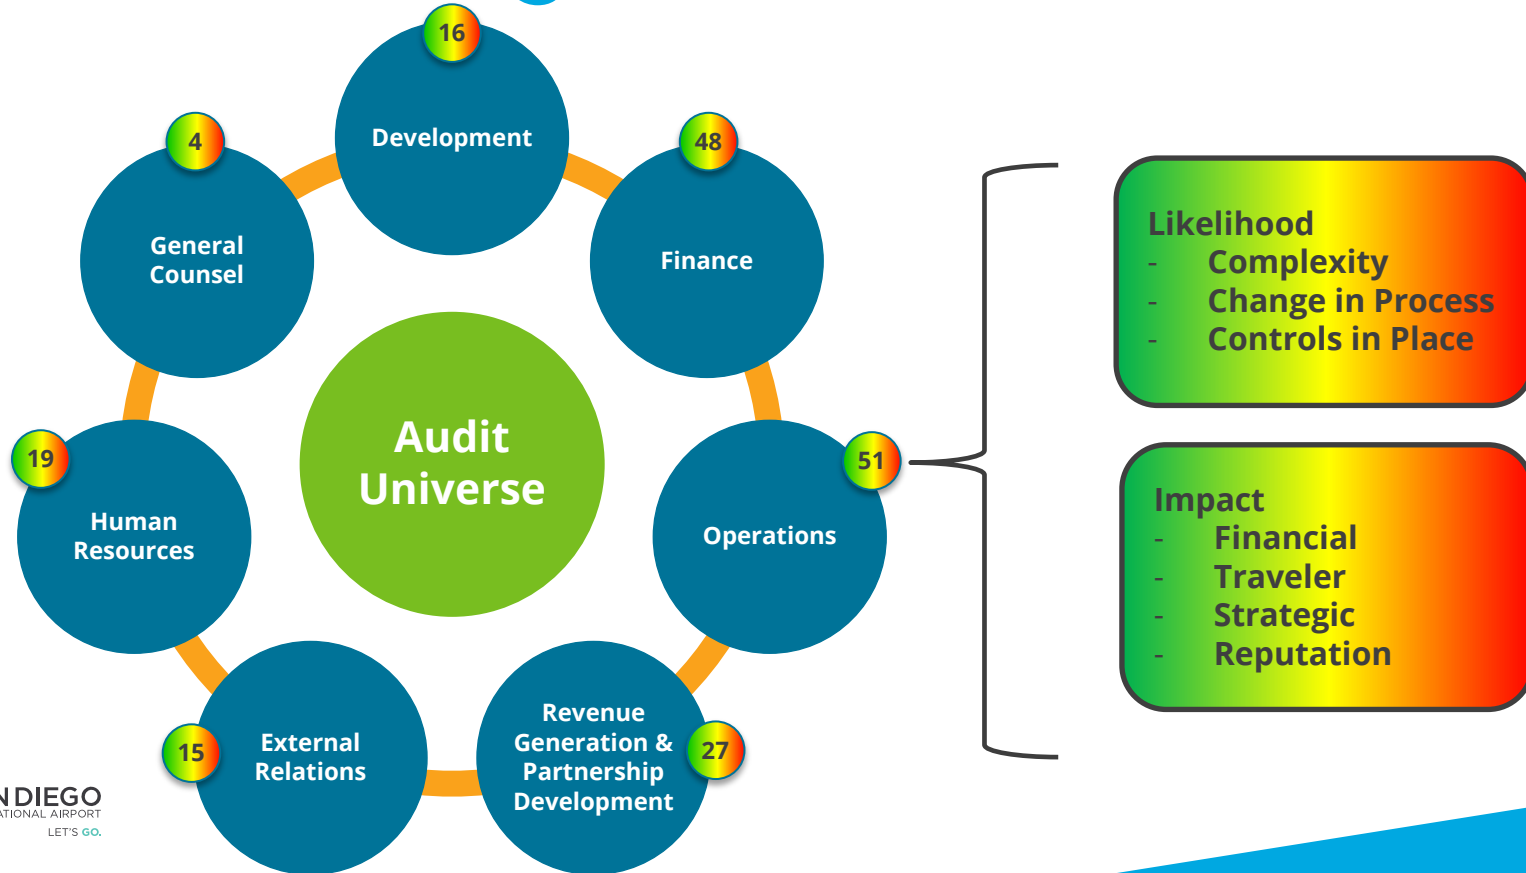 16
Development
4
General
Counsel
48
Finance
Audit
Universe
19
Human
Resources
51
Operations
15
External
Relations
Revenue
Generation &
Partnership
Development
27
Likelihood
- Complexity
- Change in Process
- Controls in Place
Impact
- Financial
- Traveler
- Strategic
- Reputation
DIEGO
AIRPORT
LET'S GO.